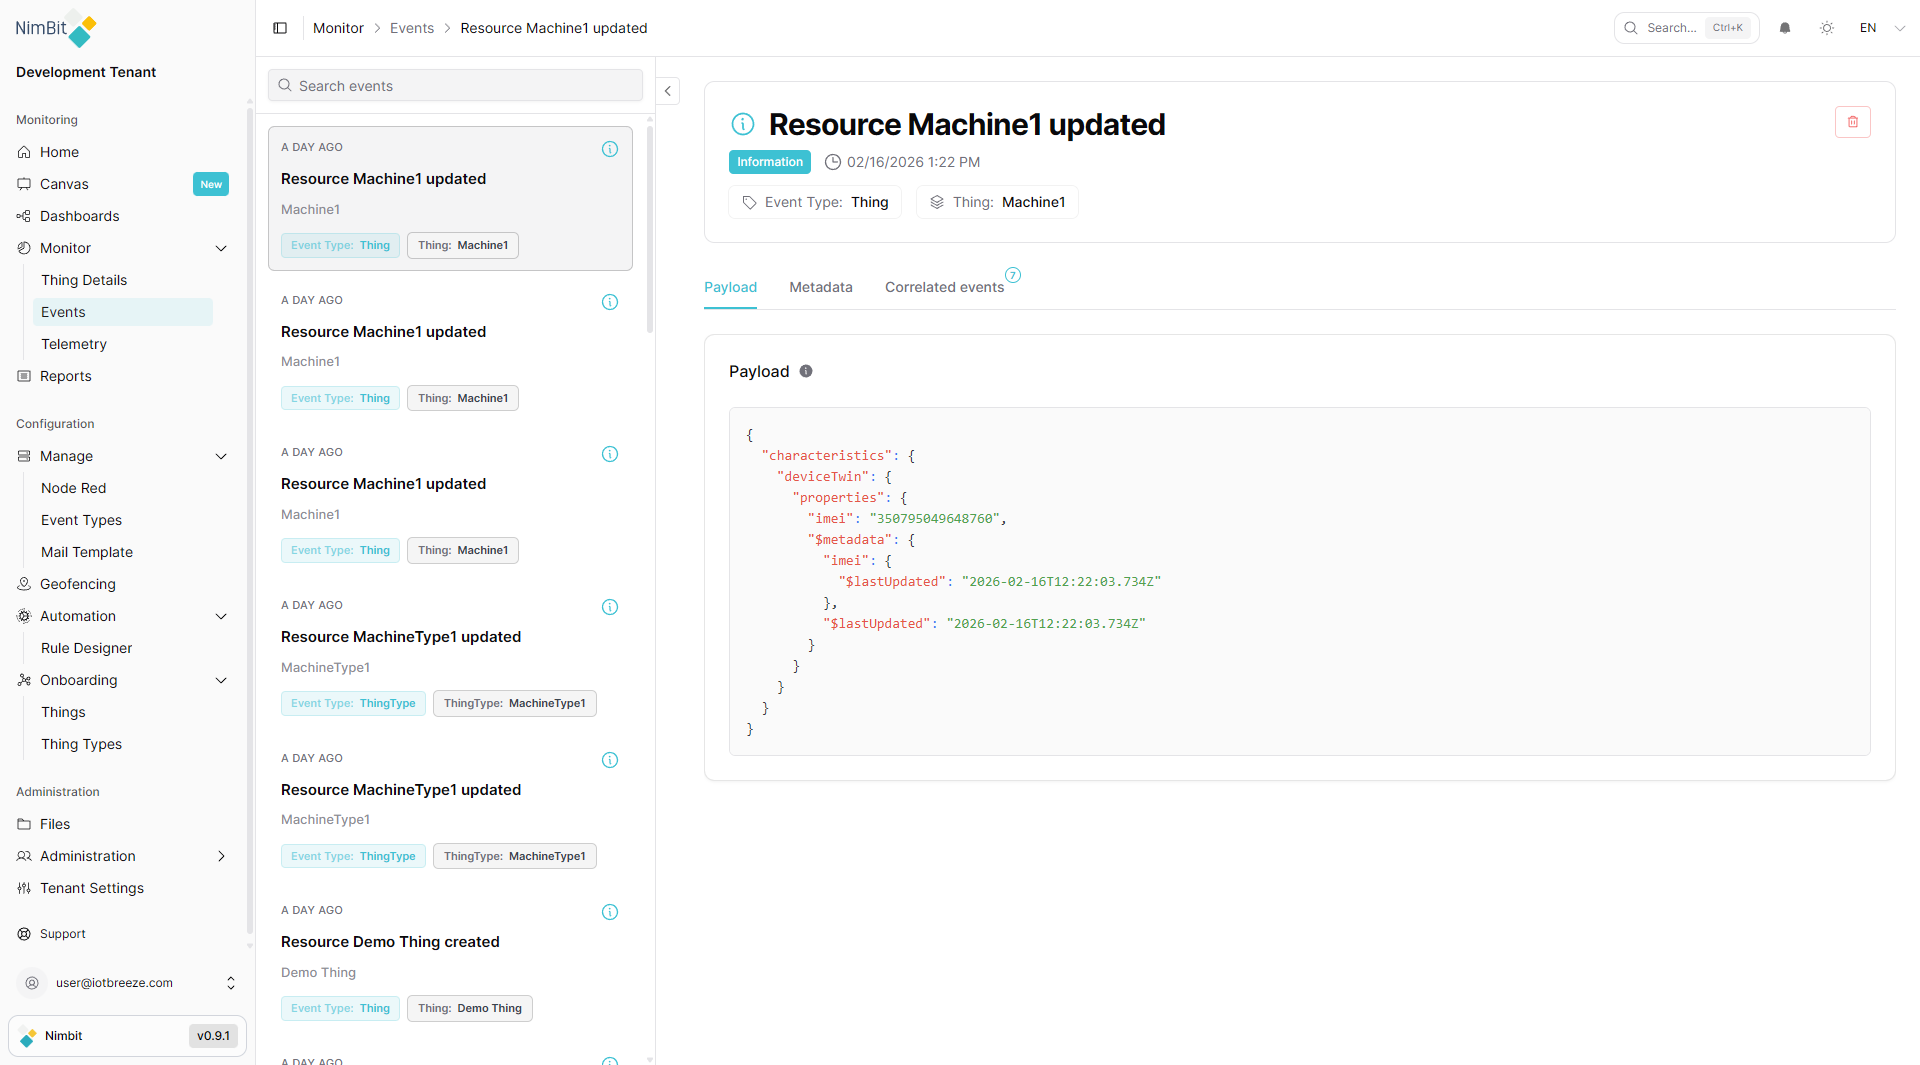 NimBit
Development Tenant
Monitoring
Home
Canvas New
Dashboards
Monitor
Thing Details
Events
Telemetry
Reports
Configuration
Manage
Node Red
Event Types
Mail Template
Geofencing
Automation
Rule Designer
Onboarding
Things
Thing Types
Administration
Files
Administration
Tenant Settings
Support
user@iotbreeze.com
Nimbit v0.9.1
Monitor > Events > Resource Machine1 updated
Search... Ctrl+K
EN
Search events
A DAY AGO
Resource Machine1 updated
Machine1
Event Type: Thing Thing: Machine1
A DAY AGO
Resource Machine1 updated
Machine1
Event Type: Thing Thing: Machine1
A DAY AGO
Resource Machine1 updated
Machine1
Event Type: Thing Thing: Machine1
A DAY AGO
Resource MachineType1 updated
MachineType1
Event Type: ThingType ThingType: MachineType1
A DAY AGO
Resource MachineType1 updated
MachineType1
Event Type: ThingType ThingType: MachineType1
A DAY AGO
Resource Demo Thing created
Demo Thing
Event Type: Thing Thing: Demo Thing
A DAY AGO
Resource Machine1 updated
Information 02/16/2026 1:22 PM
Event Type: Thing Thing: Machine1
Payload Metadata Correlated events 7
Payload
{
"characteristics": {
"deviceTwin": {
"properties": {
"imei": "350795049648760",
"$metadata": {
"imei": {
"$lastUpdated": "2026-02-16T12:22:03.734Z"
},
"$lastUpdated": "2026-02-16T12:22:03.734Z"
}
}
}
}
}